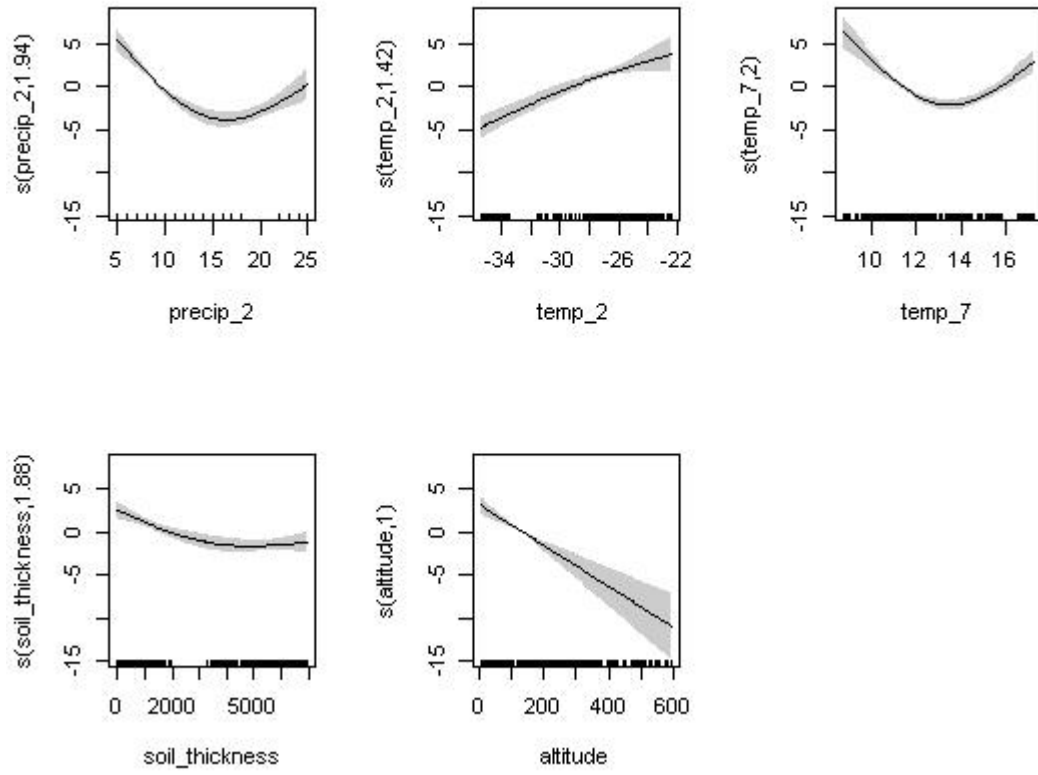 s(precip_2,1.94)
5
0
-5
-15
5 10 15 20 25
precip_2
s(temp_2,1.42)
5
0
-5
-15
-34 -30 -26 -22
temp_2
s(temp_7,2)
5
0
-5
-15
10 12 14 16
temp_7
s(soil_thickness,1.88)
5
0
-5
-15
0 2000 5000
soil_thickness
s(altitude,1)
5
0
-5
-15
0 200 400 600
altitude